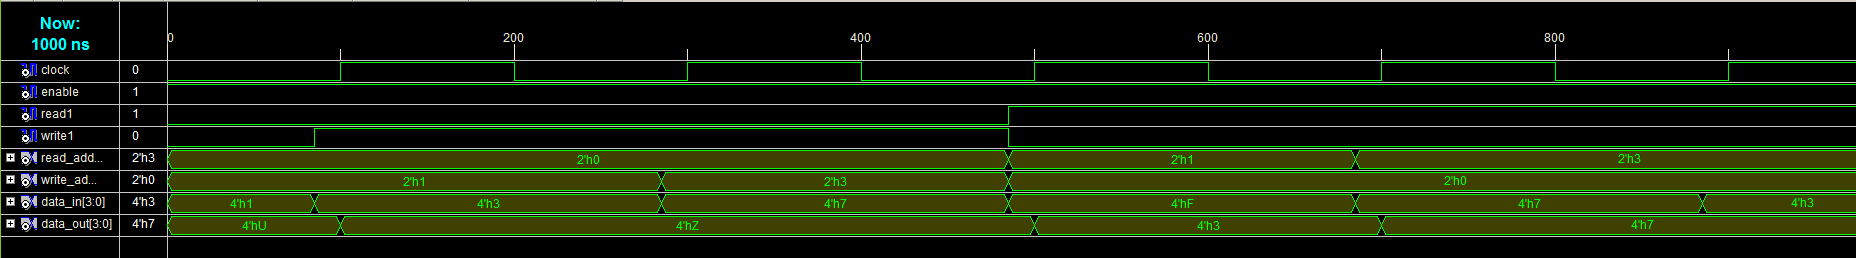 Now:
1000 ns
0 200 400 600 800
clock 0
enable 1
read1 1
write1 0
read_add... 2'h3 2'h0 2'h1 2'h3
write_ad... 2'h0 2'h1 2'h3 2'h0
data_in[3:0] 4'h3 4'h1 4'h3 4'h7 4'hF 4'h7 4'h3
data_out[3:0] 4'h7 4'hU 4'hZ 4'h3 4'h7